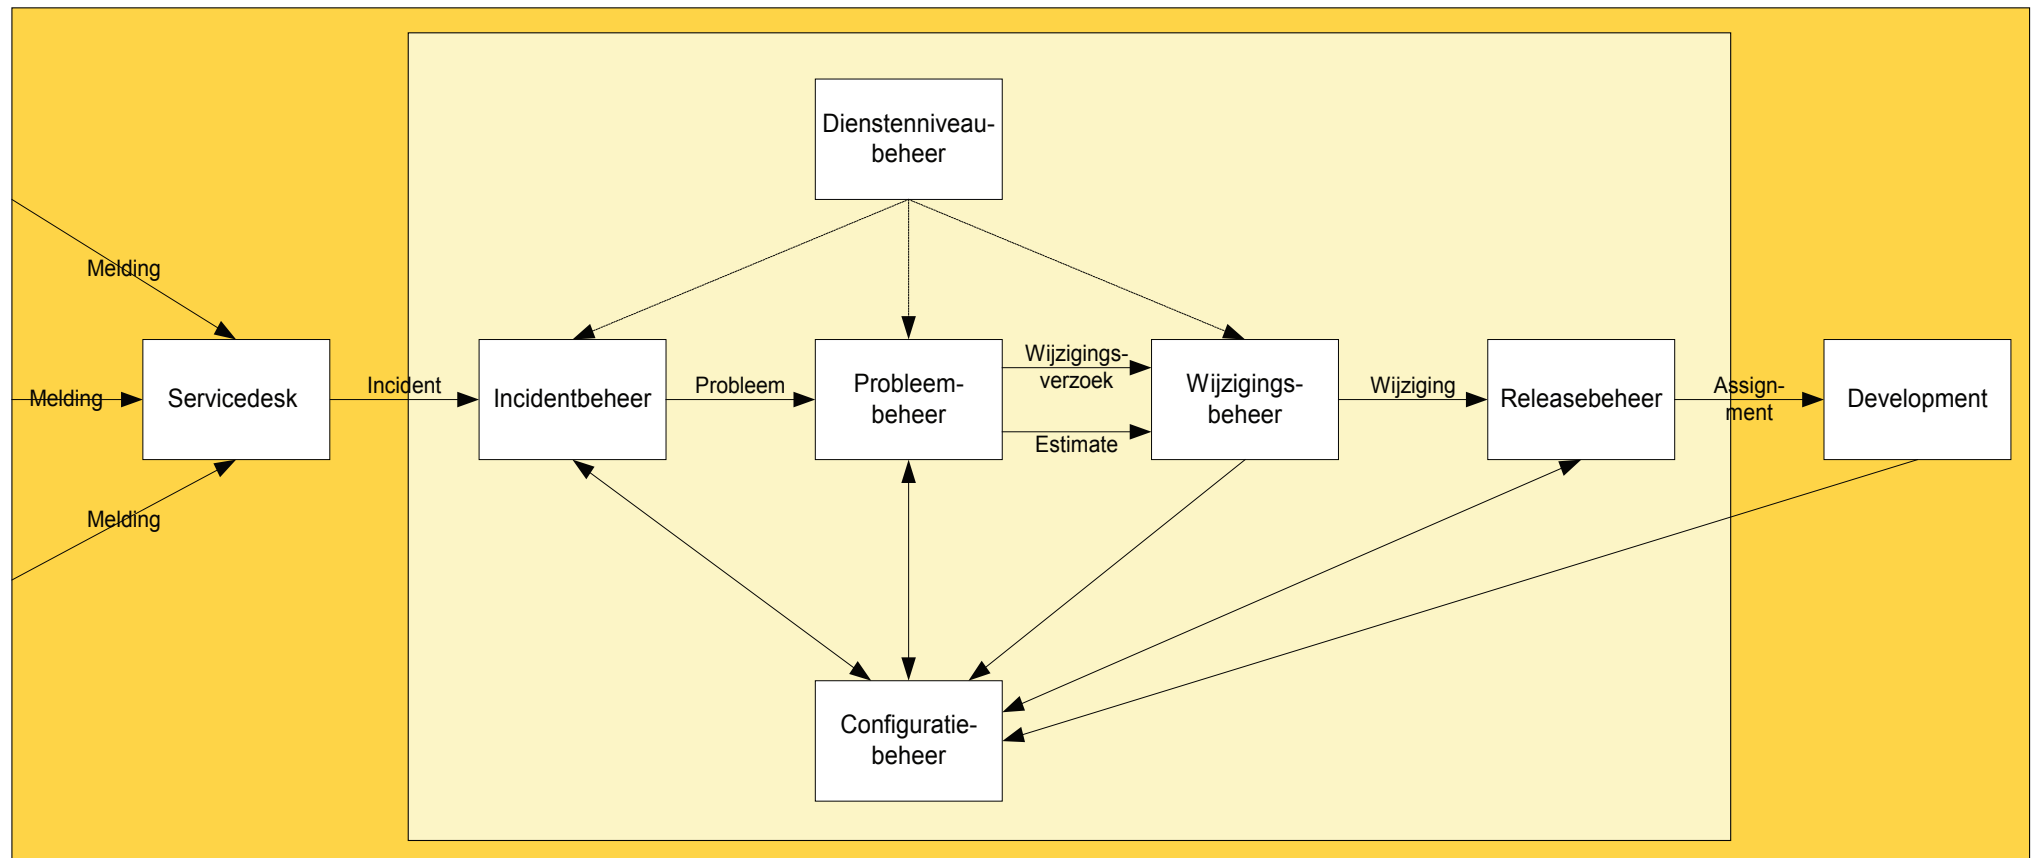 Dienstenniveau-
beheer
Melding
Melding
Melding
Servicedesk
Incident
Incidentbeheer
Probleem
Probleem-
beheer
Wijzigings-
verzoek
Estimate
Wijzigings-
beheer
Wijziging
Releasebeheer
Assign-
ment
Development
Configuratie-
beheer